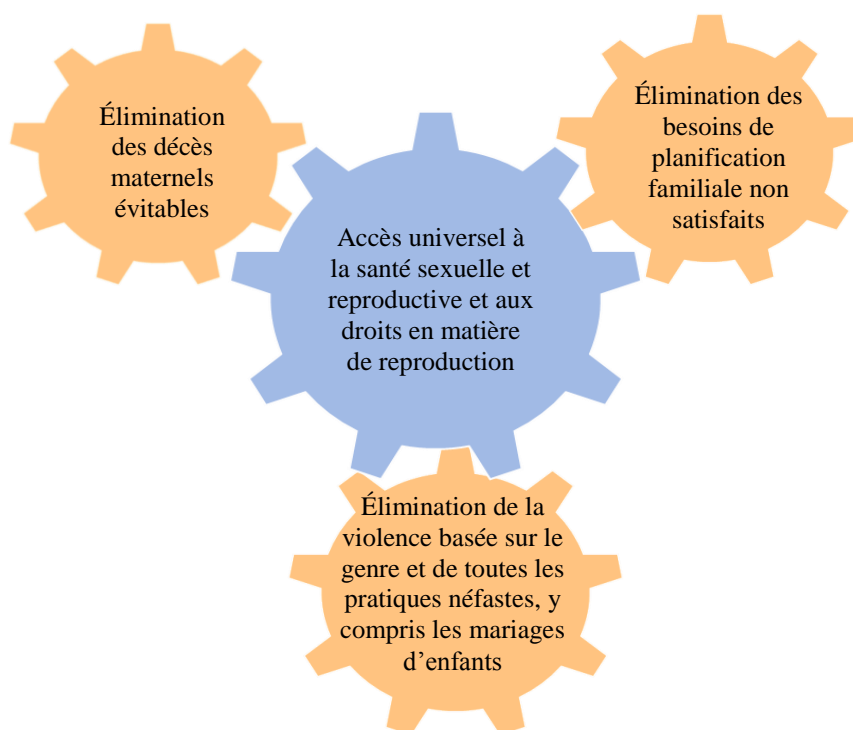 Élimination
des décès
maternels
évitables
Élimination des
besoins de
planification
familiale non
satisfaits
Accès universel à
la santé sexuelle et
reproductive et aux
droits en matière
de reproduction
Élimination de la
violence basée sur le
genre et de toutes les
pratiques néfastes, y
compris les mariages
d’enfants